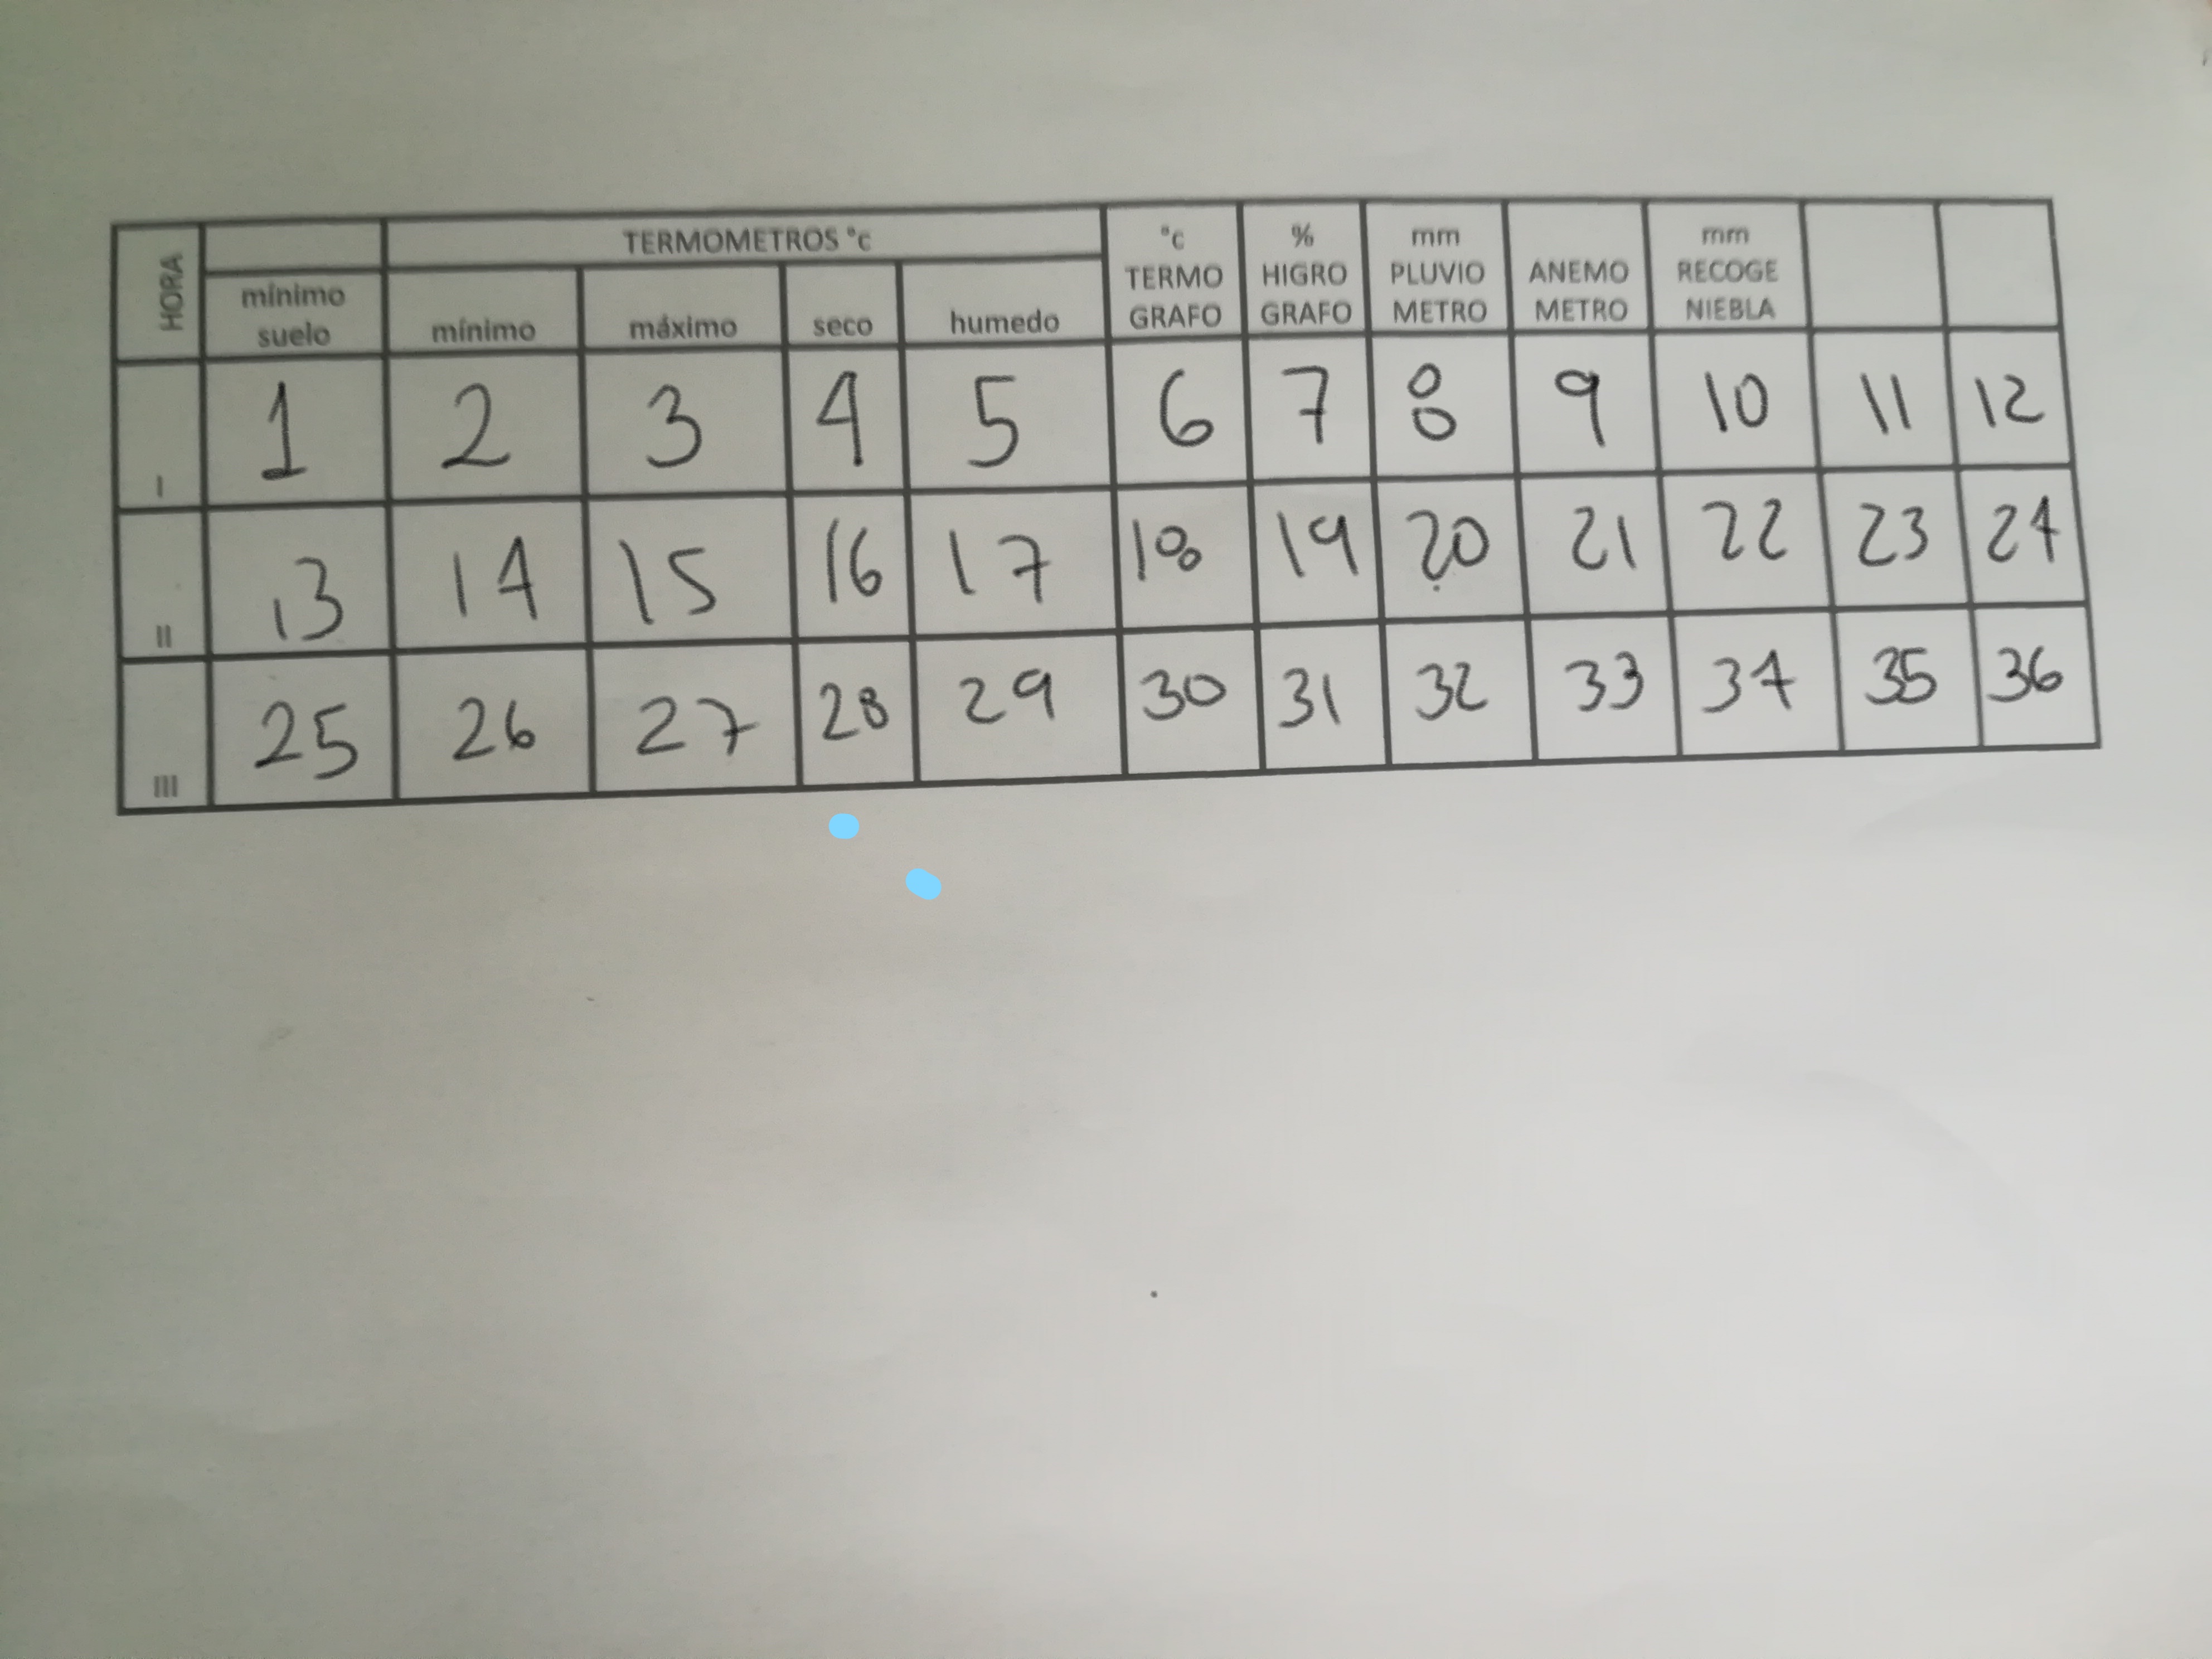 HORA TERMOMETROS °c °c % mm mm
mínimo suelo mínimo máximo seco humedo TERMO GRAFO HIGRO GRAFO PLUVIO METRO ANEMO METRO RECOGE NIEBLA
I 1 2 3 4 5 6 7 8 9 10 11 12
II 13 14 15 16 17 18 19 20 21 22 23 24
III 25 26 27 28 29 30 31 32 33 34 35 36